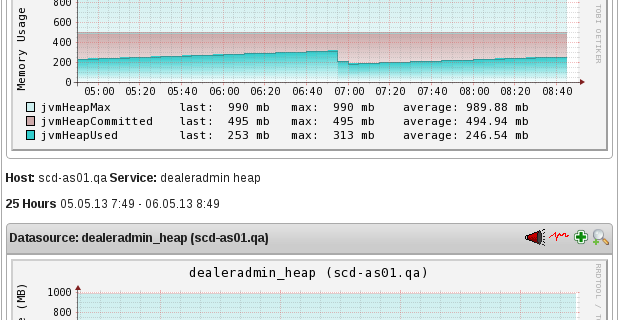 800
600
400
200
0
Memory Usage
TOBI OETIKER
05:00 05:20 05:40 06:00 06:20 06:40 07:00 07:20 07:40 08:00 08:20 08:40
jvmHeapMax last: 990 mb max: 990 mb average: 989.88 mb
jvmHeapCommitted last: 495 mb max: 495 mb average: 494.94 mb
jvmHeapUsed last: 253 mb max: 313 mb average: 246.54 mb
Host: scd-as01.qa Service: dealeradmin heap
25 Hours 05.05.13 7:49 - 06.05.13 8:49
Datasource: dealeradmin_heap (scd-as01.qa)
dealeradmin_heap (scd-as01.qa)
1000
800
(MB)
RRDTOOL /